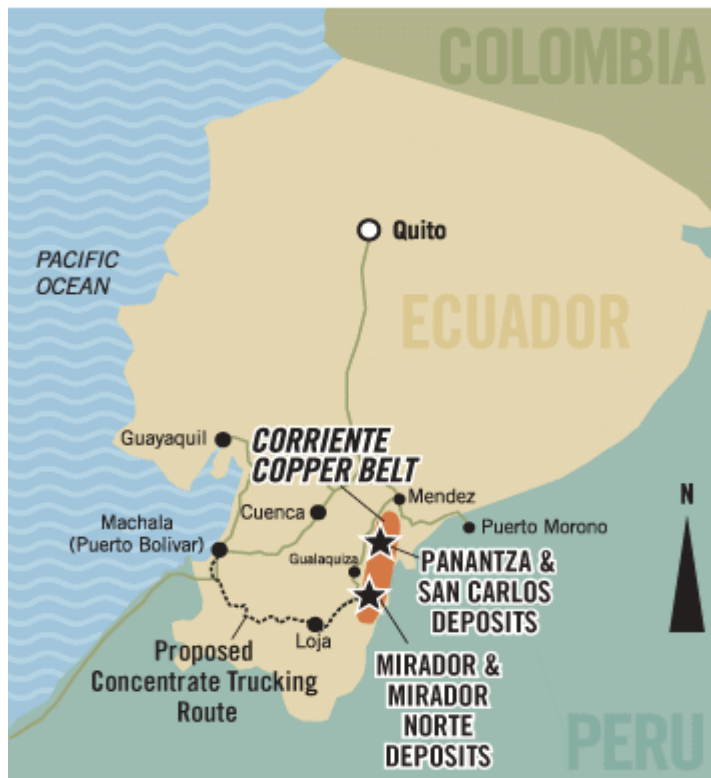 COLOMBIA
Quito
PACIFIC
OCEAN
ECUADOR
Guayaquil
CORRIENTE
COPPER BELT
Mendez
N
Cuenca
Puerto Morono
Machala
(Puerto Bolivar)
Gualaquiza
PANANTZA &
SAN CARLOS
DEPOSITS
Loja
Proposed
Concentrate Trucking
Route
MIRADOR &
MIRADOR
NORTE
DEPOSITS
PERU